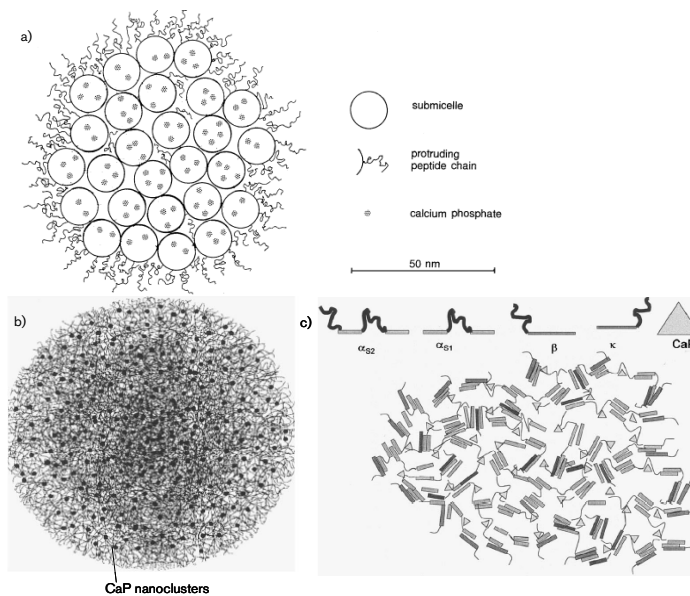 a)
submicelle
protruding
peptide chain
calcium phosphate
50 nm
b)
c)
αS2
αS1
β
κ
CaP nanoclusters